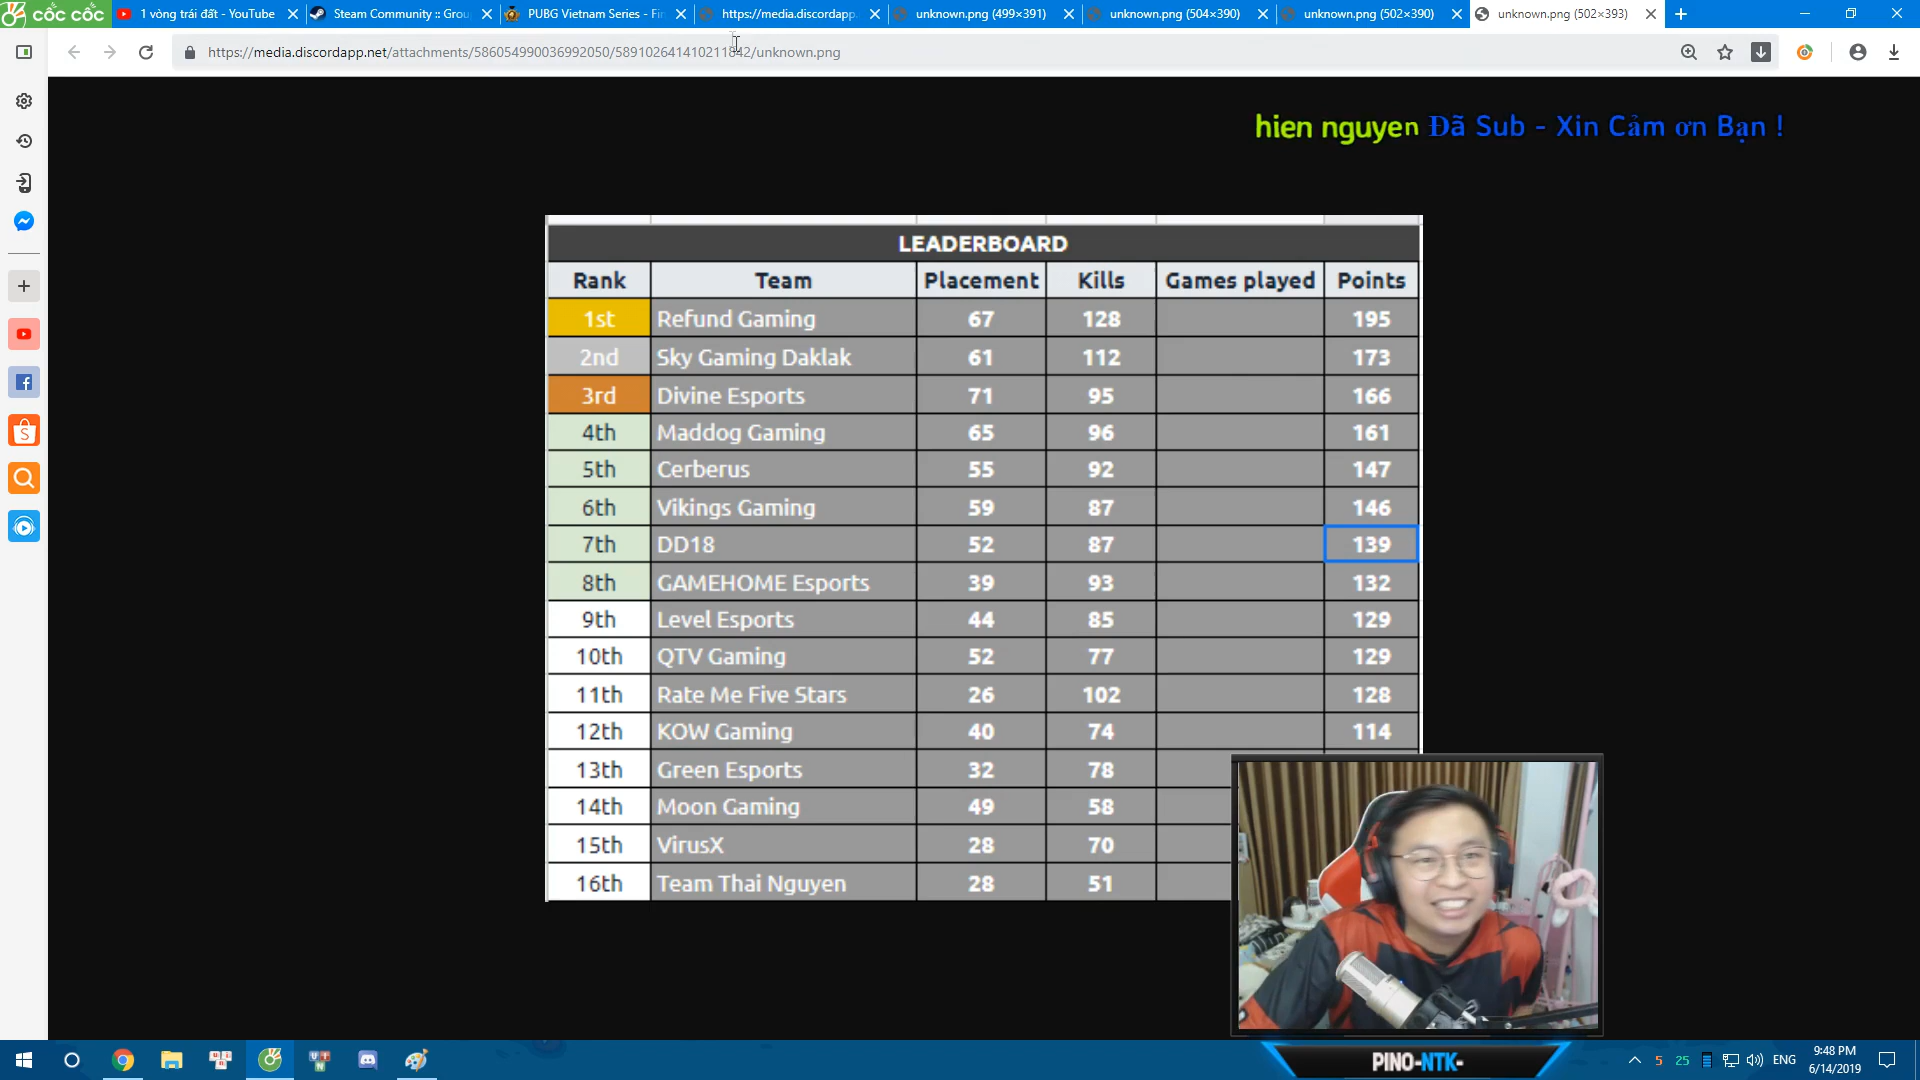 cốc cốc
1 vòng trái đất - YouTube
Steam Community :: Grou
PUBG Vietnam Series - Fin
https://media.discordapp.
unknown.png (499×391)
unknown.png (504×390)
unknown.png (502×390)
unknown.png (502×393)
https://media.discordapp.net/attachments/586054990036992050/589102641410211842/unknown.png
hien nguyen Đã Sub - Xin Cảm ơn Bạn !
LEADERBOARD
Rank Team Placement Kills Games played Points
1st Refund Gaming 67 128 195
2nd Sky Gaming Daklak 61 112 173
3rd Divine Esports 71 95 166
4th Maddog Gaming 65 96 161
5th Cerberus 55 92 147
6th Vikings Gaming 59 87 146
7th DD18 52 87 139
8th GAMEHOME Esports 39 93 132
9th Level Esports 44 85 129
10th QTV Gaming 52 77 129
11th Rate Me Five Stars 26 102 128
12th KOW Gaming 40 74 114
13th Green Esports 32 78
14th Moon Gaming 49 58
15th VirusX 28 70
16th Team Thai Nguyen 28 51
PINO-NTK-
5 25 ENG
9:48 PM
6/14/2019